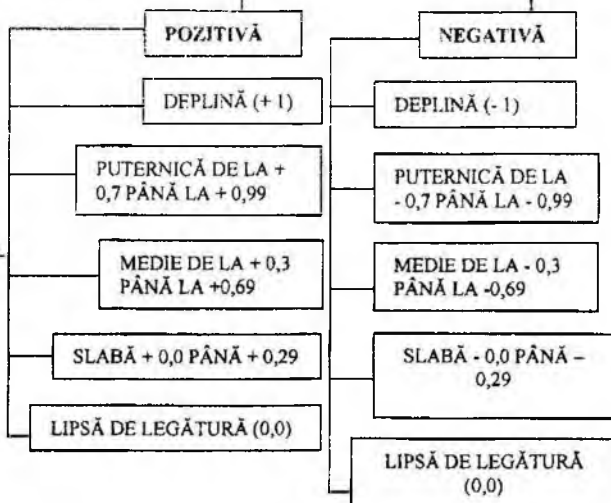 POZITIVĂ
DEPLINĂ (+ 1)
PUTERNICĂ DE LA +
0,7 PÂNĂ LA + 0,99
MEDIE DE LA + 0,3
PÂNĂ LA +0,69
SLABĂ + 0,0 PÂNĂ + 0,29
LIPSĂ DE LEGĂTURĂ (0,0)
NEGATIVĂ
DEPLINĂ (- 1)
PUTERNICĂ DE LA
- 0,7 PÂNĂ LA - 0,99
MEDIE DE LA - 0,3
PÂNĂ LA -0,69
SLABĂ - 0,0 PÂNĂ –
0,29
LIPSĂ DE LEGĂTURĂ
(0,0)